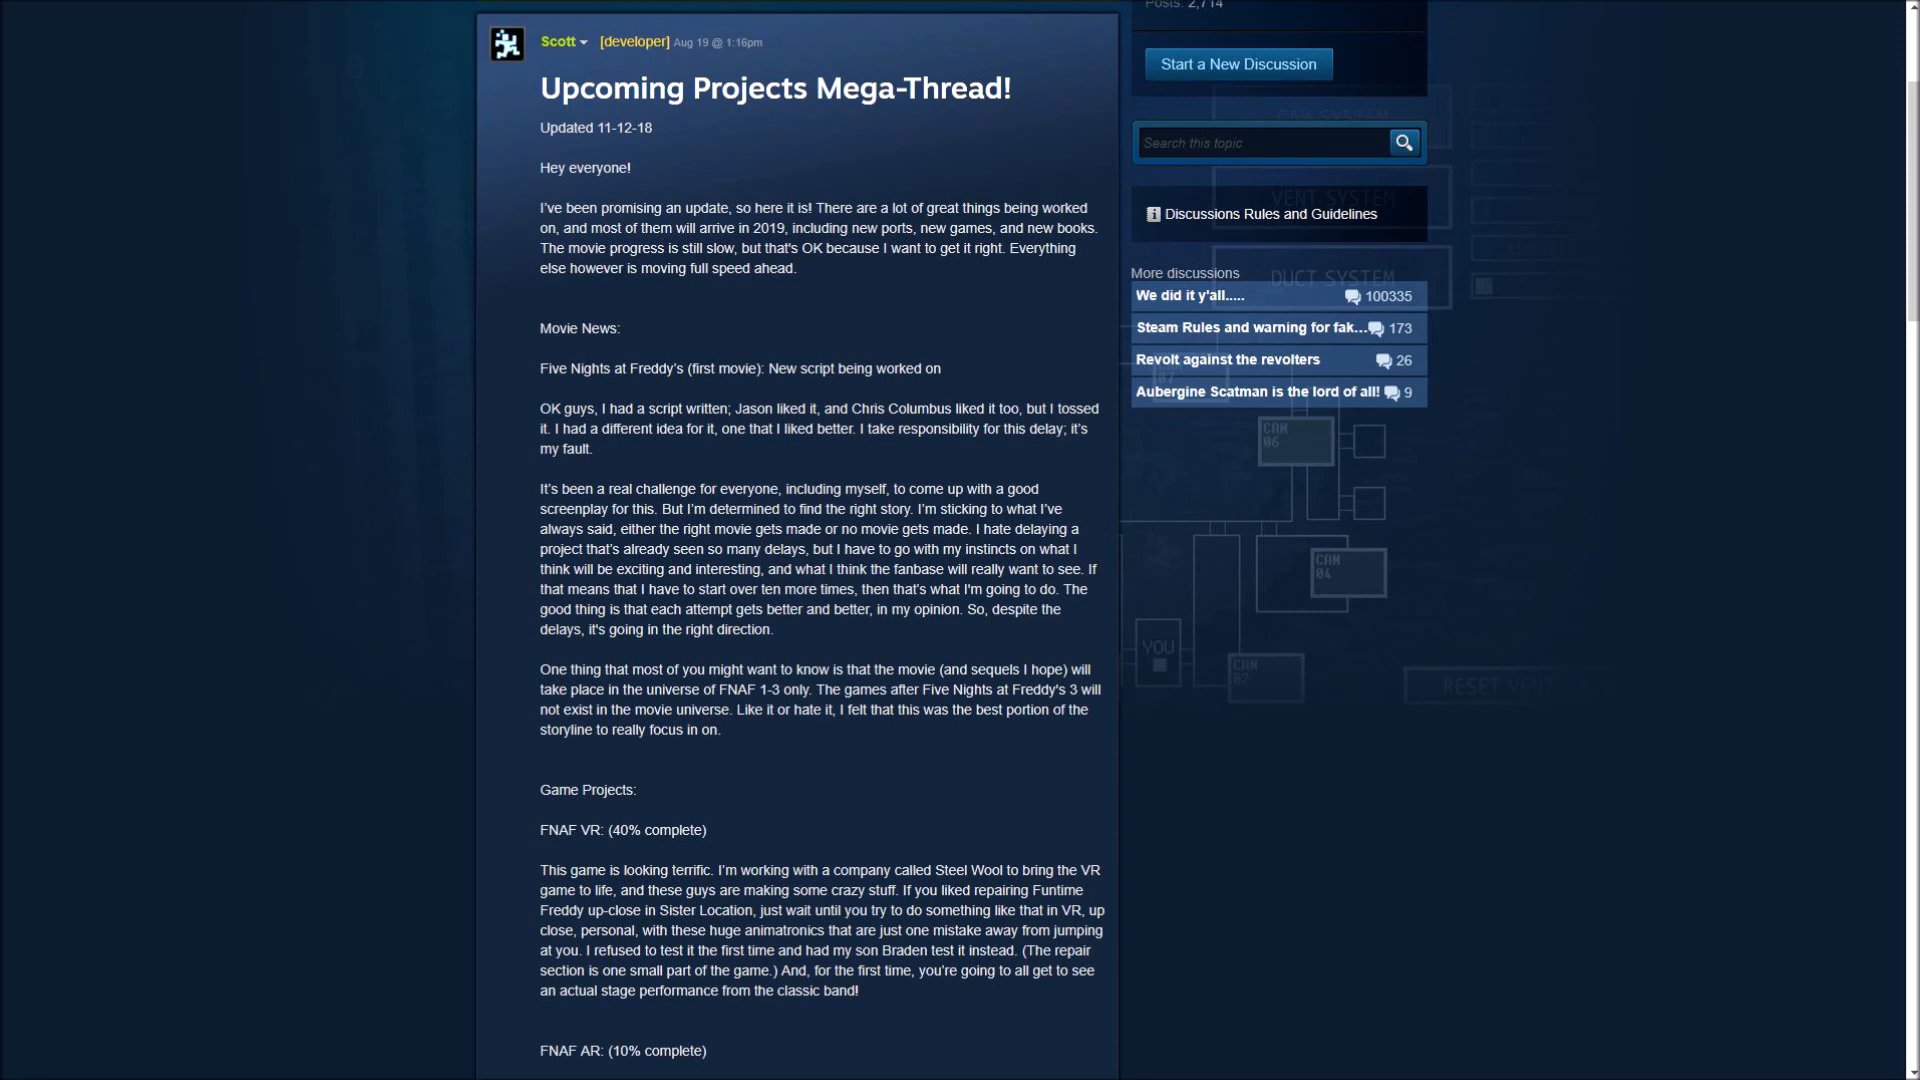 Scott [developer] Aug 19 @ 1:16pm
Upcoming Projects Mega-Thread!
Updated 11-12-18
Hey everyone!
I've been promising an update, so here it is! There are a lot of great things being worked
on, and most of them will arrive in 2019, including new ports, new games, and new books.
The movie progress is still slow, but that's OK because I want to get it right. Everything
else however is moving full speed ahead.
Movie News:
Five Nights at Freddy's (first movie): New script being worked on
OK guys, I had a script written; Jason liked it, and Chris Columbus liked it too, but I tossed
it. I had a different idea for it, one that I liked better. I take responsibility for this delay; it's
my fault.
It's been a real challenge for everyone, including myself, to come up with a good
screenplay for this. But I'm determined to find the right story. I'm sticking to what I've
always said, either the right movie gets made or no movie gets made. I hate delaying a
project that's already seen so many delays, but I have to go with my instincts on what I
think will be exciting and interesting, and what I think the fanbase will really want to see. If
that means that I have to start over ten more times, then that's what I'm going to do. The
good thing is that each attempt gets better and better, in my opinion. So, despite the
delays, it's going in the right direction.
One thing that most of you might want to know is that the movie (and sequels I hope) will
take place in the universe of FNAF 1-3 only. The games after Five Nights at Freddy's 3 will
not exist in the movie universe. Like it or hate it, I felt that this was the best portion of the
storyline to really focus in on.
Game Projects:
FNAF VR: (40% complete)
This game is looking terrific. I'm working with a company called Steel Wool to bring the VR
game to life, and these guys are making some crazy stuff. If you liked repairing Funtime
Freddy up-close in Sister Location, just wait until you try to do something like that in VR, up
close, personal, with these huge animatronics that are just one mistake away from jumping
at you. I refused to test it the first time and had my son Braden test it instead. (The repair
section is one small part of the game.) And, for the first time, you're going to all get to see
an actual stage performance from the classic band!
FNAF AR: (10% complete)
Posts: 2,714
Start a New Discussion
CAM SYSTEM
Search this topic
VENT SYSTEM
Discussions Rules and Guidelines
More discussions
DUCT SYSTEM
We did it y'all..... 100335
Steam Rules and warning for fak... 173
Revolt against the revolters 26
Aubergine Scatman is the lord of all! 9
CAM
06
CAM
04
YOU
CAM
02
RESET VENT